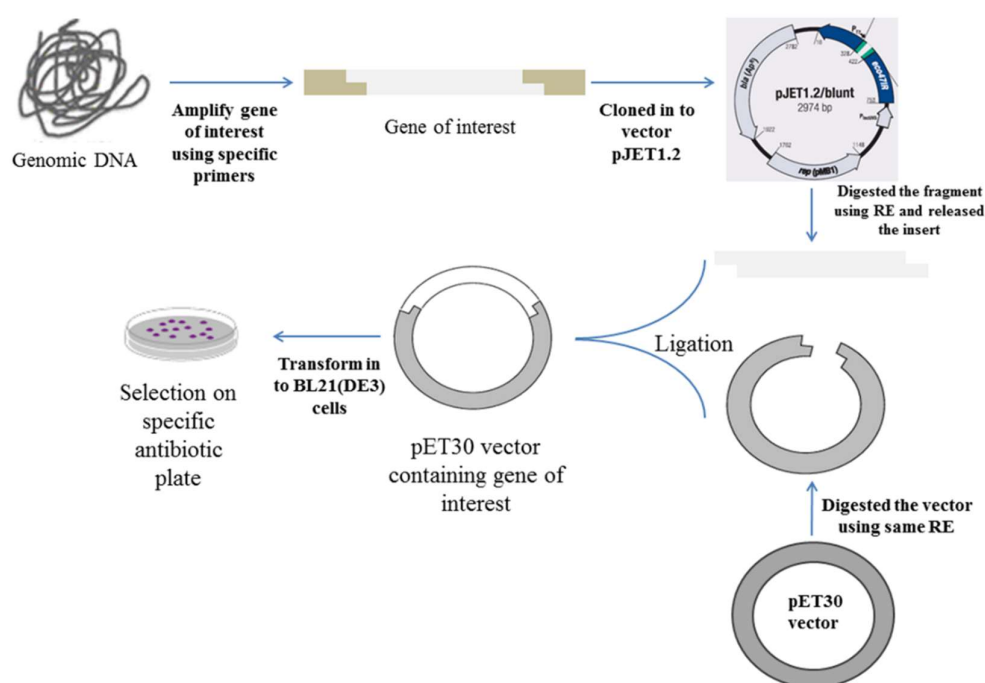 Genomic DNA
Amplify gene
of interest
using specific
primers
Gene of interest
Cloned in to
vector
pJET1.2
bla (Ap^R)
eco47IR
pJET1.2/blunt
2974 bp
rep (pMB1)
Digested the fragment
using RE and released
the insert
Ligation
pET30 vector
containing gene of
interest
Transform in
to BL21(DE3)
cells
Selection on
specific
antibiotic
plate
Digested the vector
using same RE
pET30
vector